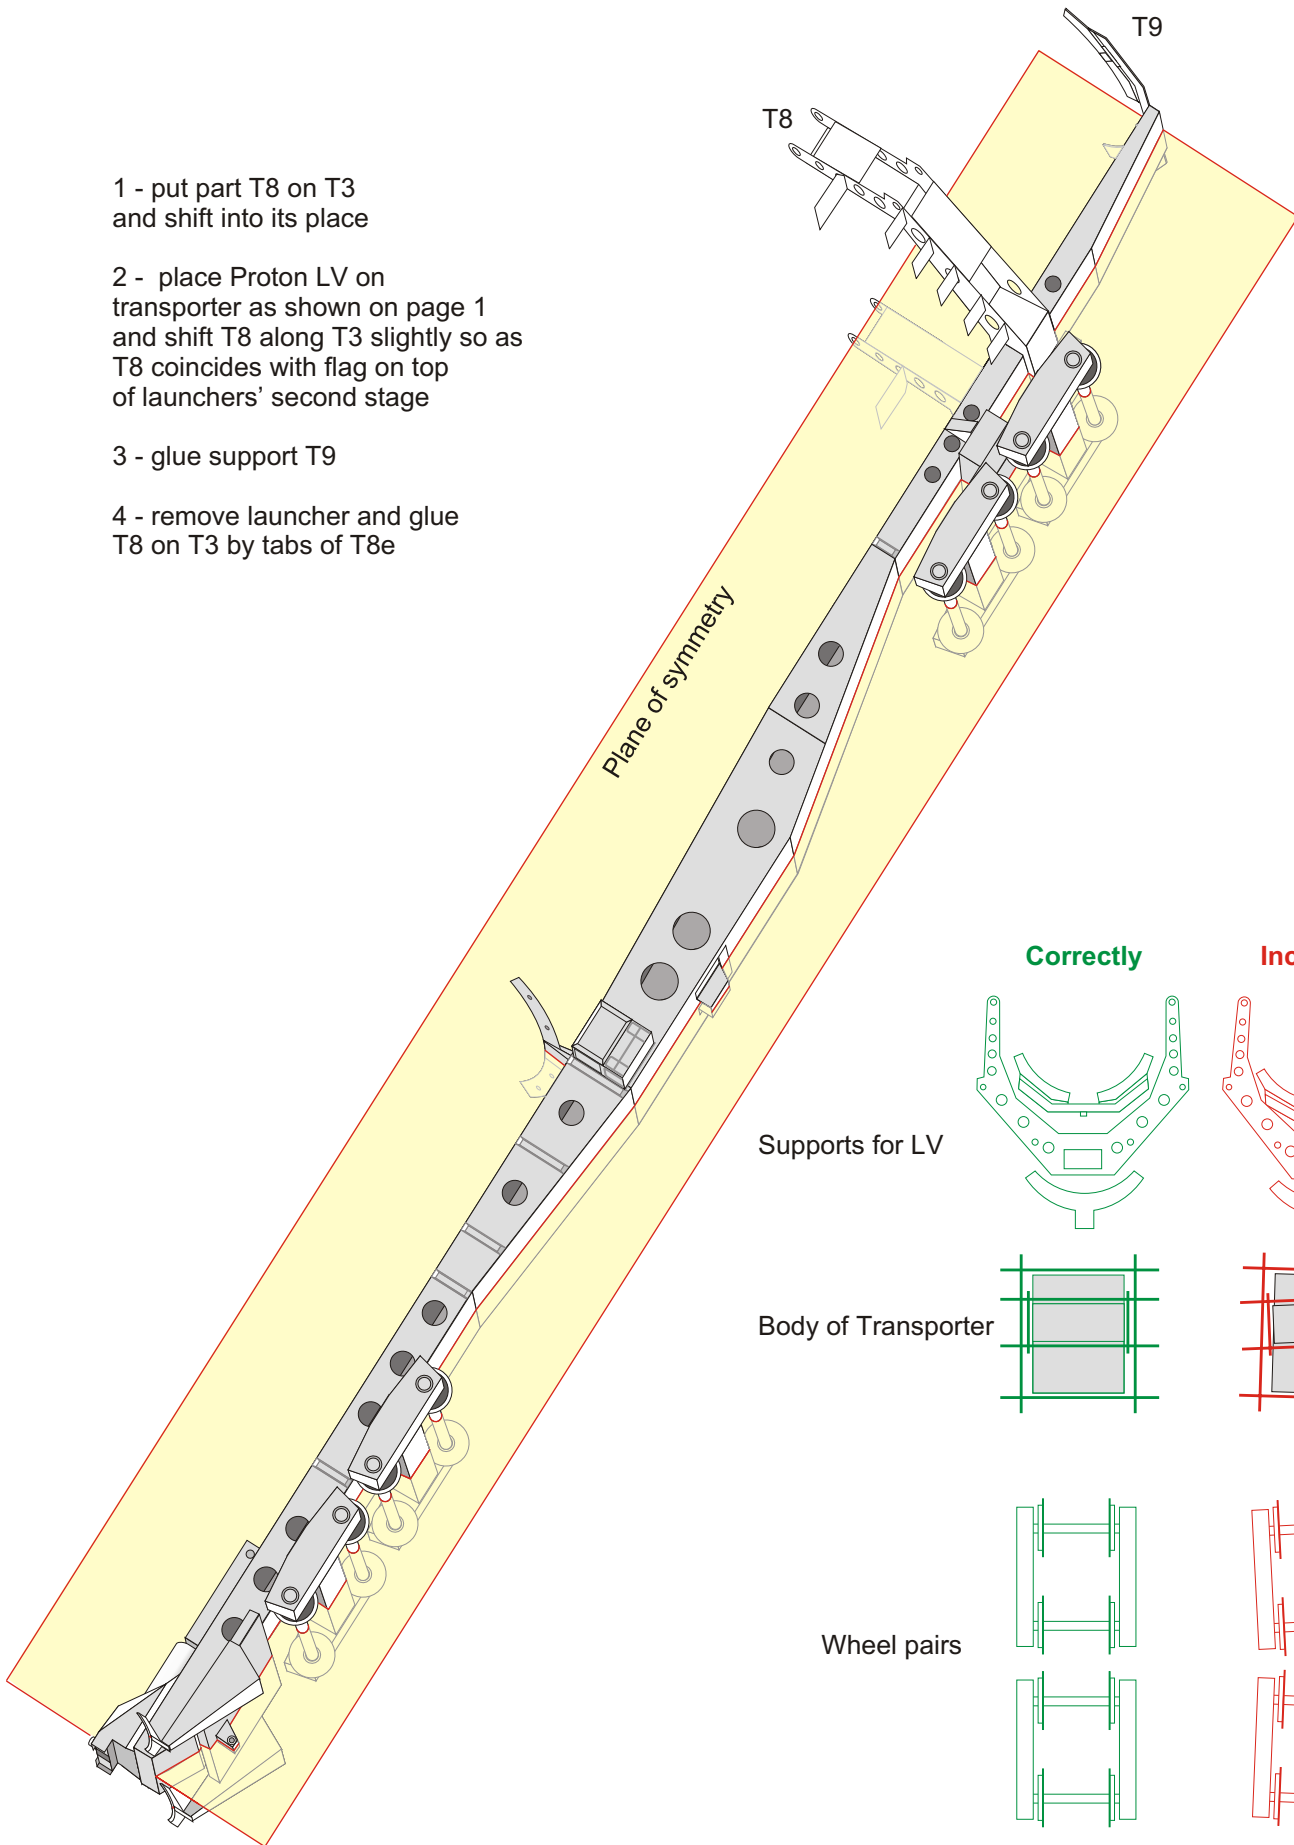 T9
T8
1 - put part T8 on T3
and shift into its place
2 -  place Proton LV on
transporter as shown on page 1
and shift T8 along T3 slightly so as
T8 coincides with flag on top
of launchers’ second stage
3 - glue support T9
4 - remove launcher and glue
T8 on T3 by tabs of T8e
Plane of symmetry
Correctly
Supports for LV
Body of Transporter
Wheel pairs